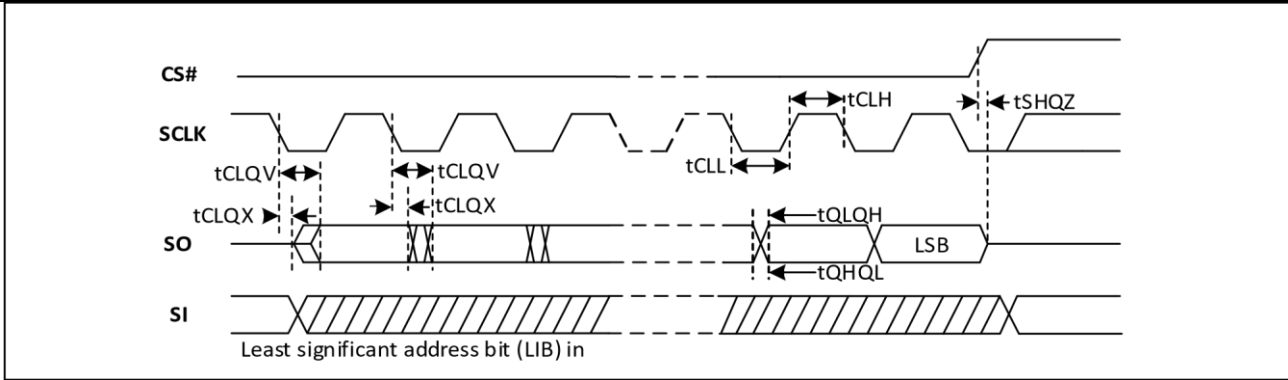 CS#
tCLH
tSHQZ
SCLK
tCLQV
tCLQV
tCLL
tCLQX
tCLQX
tQLQH
SO
LSB
tQHQL
SI
Least significant address bit (LIB) in